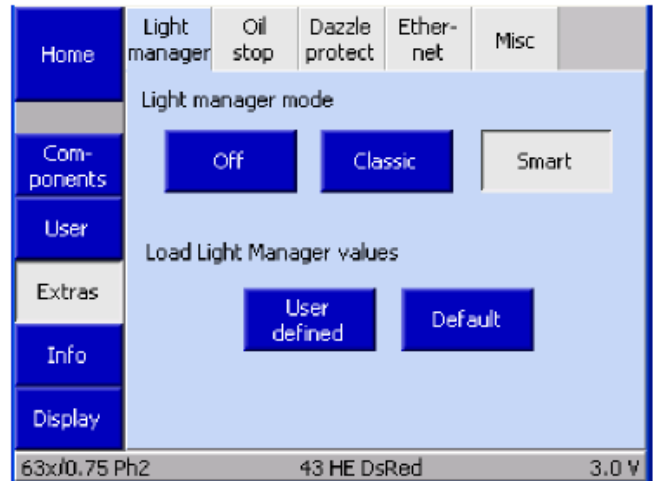 Home
Light manager
Oil stop
Dazzle protect
Ether-
net
Misc
Light manager mode
Off
Classic
Smart
Com-
ponents
User
Extras
Info
Display
Load Light Manager values
User
defined
Default
63x/0.75 Ph2
43 HE DsRed
3.0 V